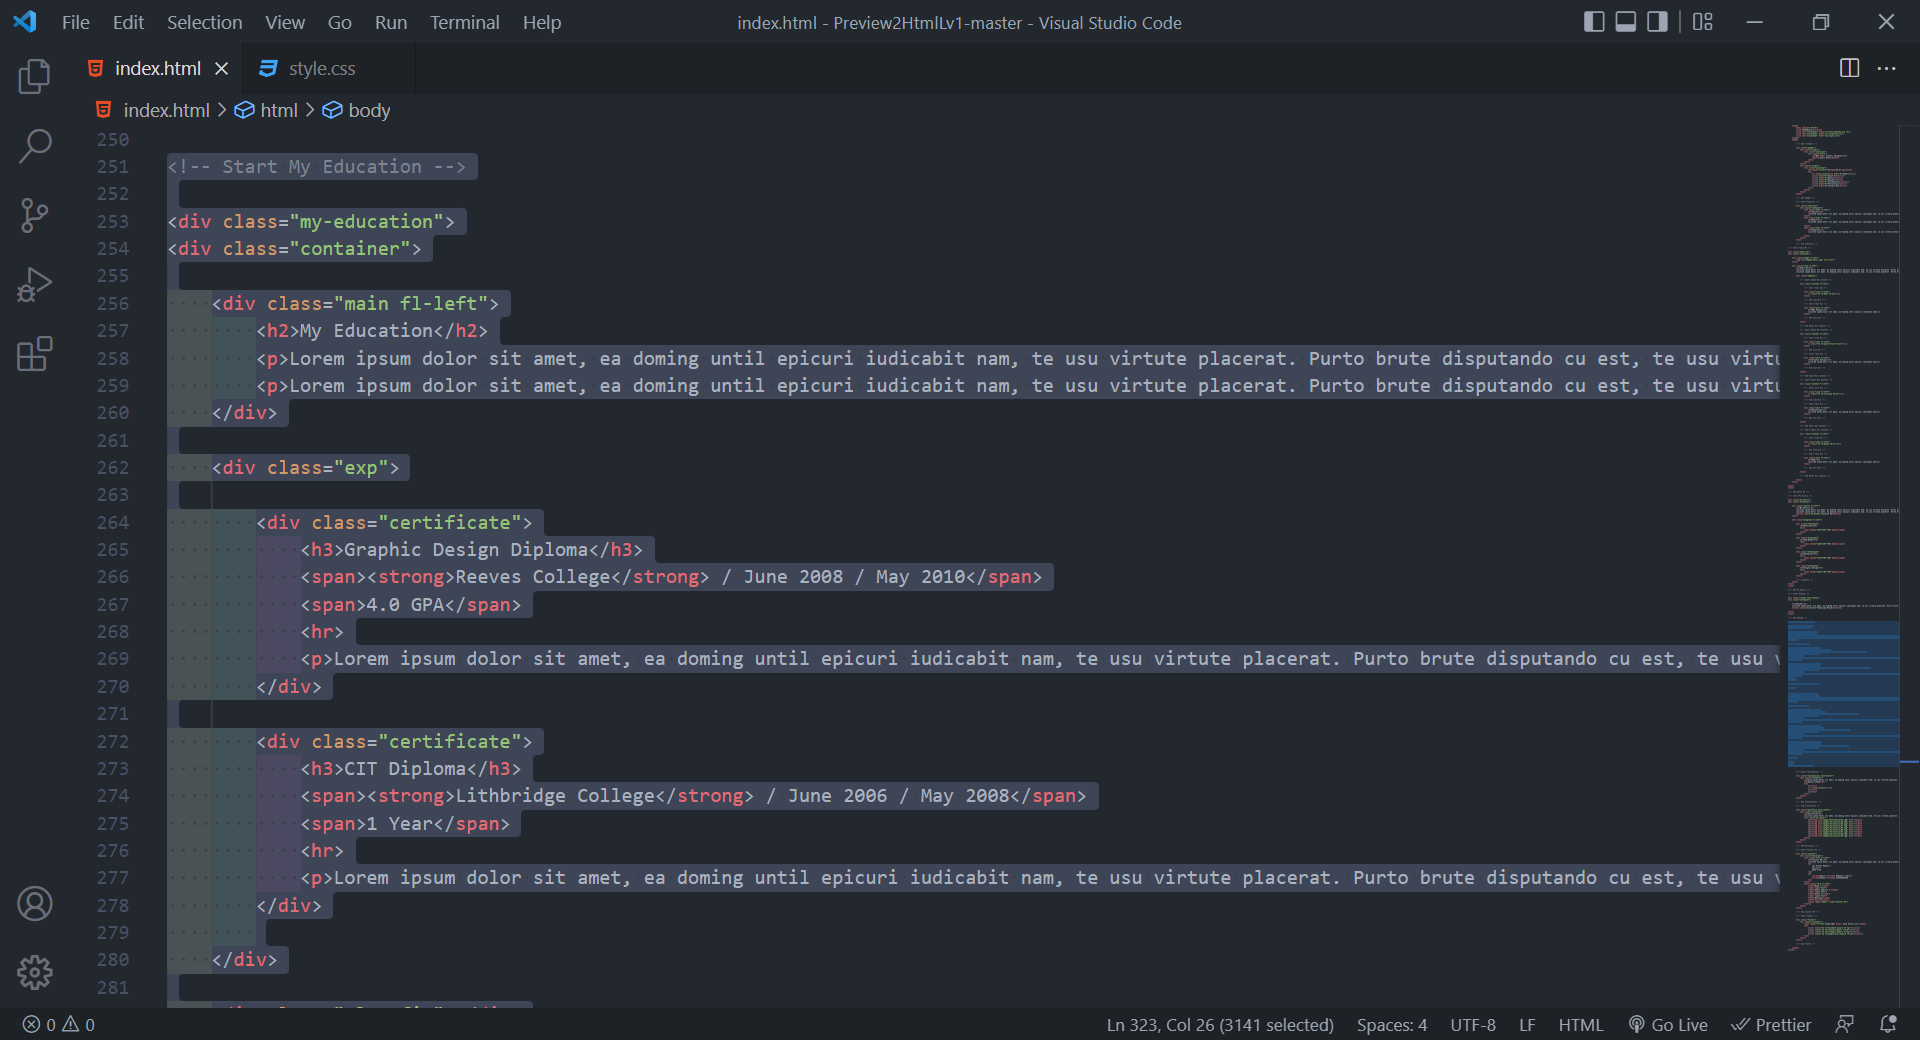 File Edit Selection View Go Run Terminal Help
index.html - Preview2HtmlLv1-master - Visual Studio Code
index.html style.css
index.html > html > body
250
251 <!-- Start My Education -->
252
253 <div class="my-education">
254 <div class="container">
255
256 <div class="main fl-left">
257 <h2>My Education</h2>
258 <p>Lorem ipsum dolor sit amet, ea doming until epicuri iudicabit nam, te usu virtute placerat. Purto brute disputando cu est, te usu virtu
259 <p>Lorem ipsum dolor sit amet, ea doming until epicuri iudicabit nam, te usu virtute placerat. Purto brute disputando cu est, te usu virtu
260 </div>
261
262 <div class="exp">
263
264 <div class="certificate">
265 <h3>Graphic Design Diploma</h3>
266 <span><strong>Reeves College</strong> / June 2008 / May 2010</span>
267 <span>4.0 GPA</span>
268 <hr>
269 <p>Lorem ipsum dolor sit amet, ea doming until epicuri iudicabit nam, te usu virtute placerat. Purto brute disputando cu est, te usu v
270 </div>
271
272 <div class="certificate">
273 <h3>CIT Diploma</h3>
274 <span><strong>Lithbridge College</strong> / June 2006 / May 2008</span>
275 <span>1 Year</span>
276 <hr>
277 <p>Lorem ipsum dolor sit amet, ea doming until epicuri iudicabit nam, te usu virtute placerat. Purto brute disputando cu est, te usu v
278 </div>
279
280 </div>
281
0 0 Ln 323, Col 26 (3141 selected) Spaces: 4 UTF-8 LF HTML Go Live Prettier